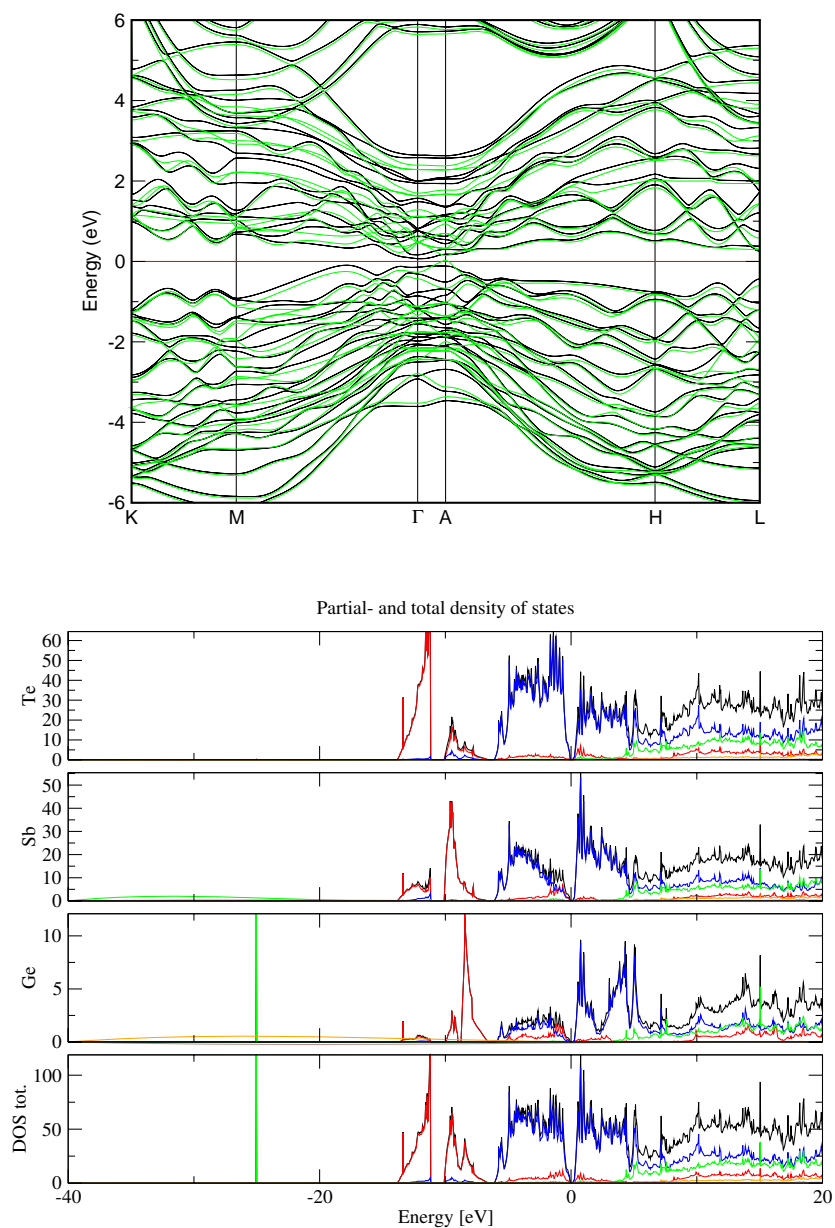 6
4
2
0
-2
-4
-6
Energy (eV)
K M Γ A H L
Partial- and total density of states
60
50
40
30
20
10
0
Te
50
40
30
20
10
0
Sb
10
5
0
Ge
100
50
0
DOS tot.
-40 -20 0 20
Energy [eV]